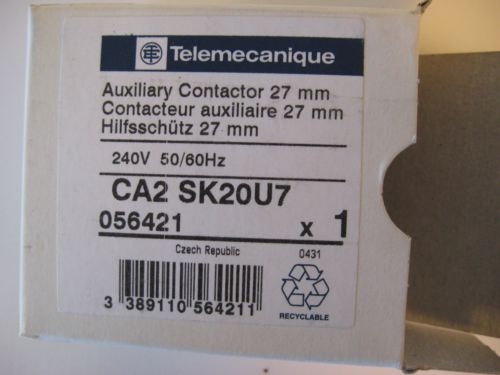 Telemecanique
Auxiliary Contactor 27 mm
Contacteur auxiliaire 27 mm
Hilfsschütz 27 mm
240V 50/60Hz
CA2 SK20U7
056421 x 1
Czech Republic 0431
3 389110 564211
RECYCLABLE